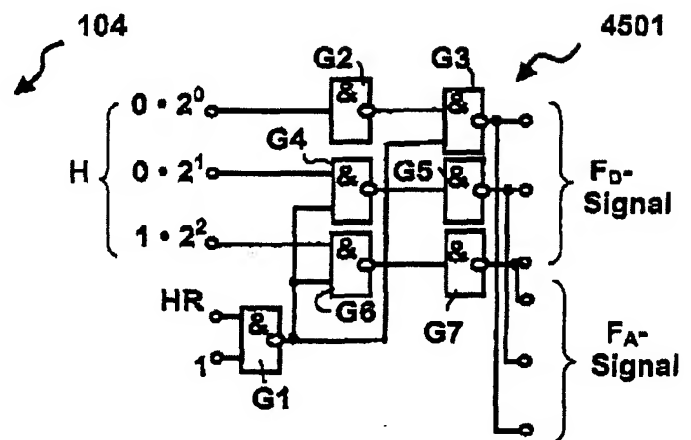 104
4501
G2
G3
0 • 2⁰
&
&
H
G4
0 • 2¹
&
G5
&
F_D-
Signal
1 • 2²
&
&
HR
G6
G7
&
1
G1
F_A-
Signal